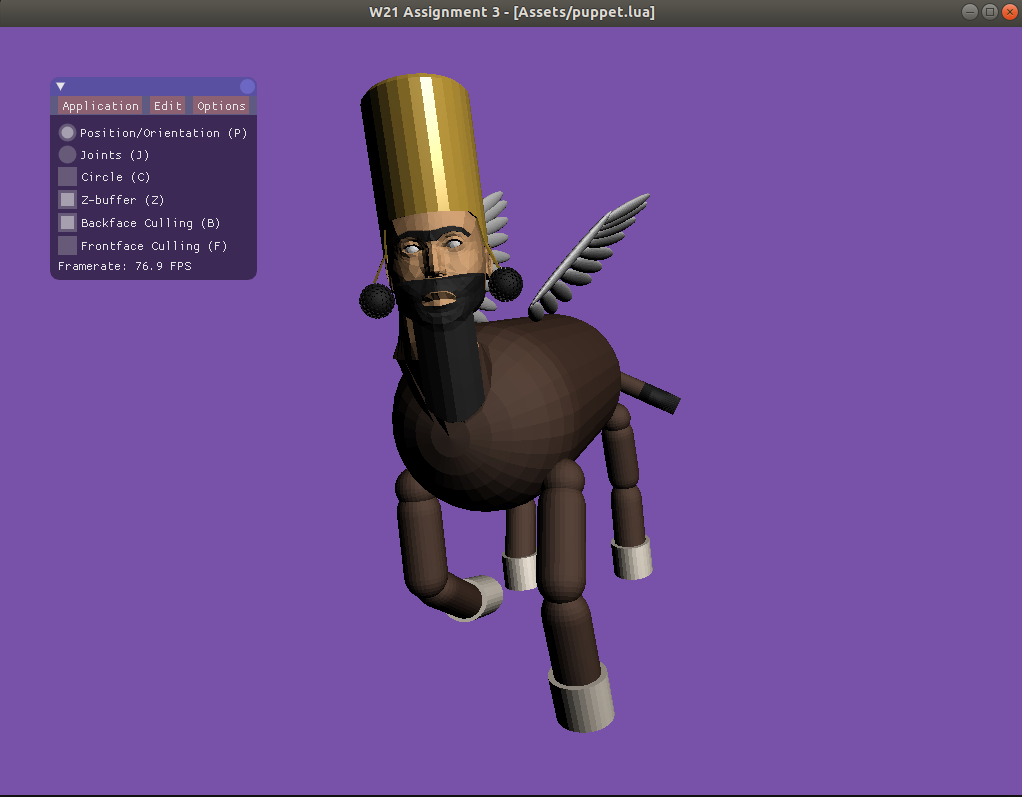 W21 Assignment 3 - [Assets/puppet.lua]
Application Edit Options
Position/Orientation (P)
Joints (J)
Circle (C)
Z-buffer (Z)
Backface Culling (B)
Frontface Culling (F)
Framerate: 76.9 FPS